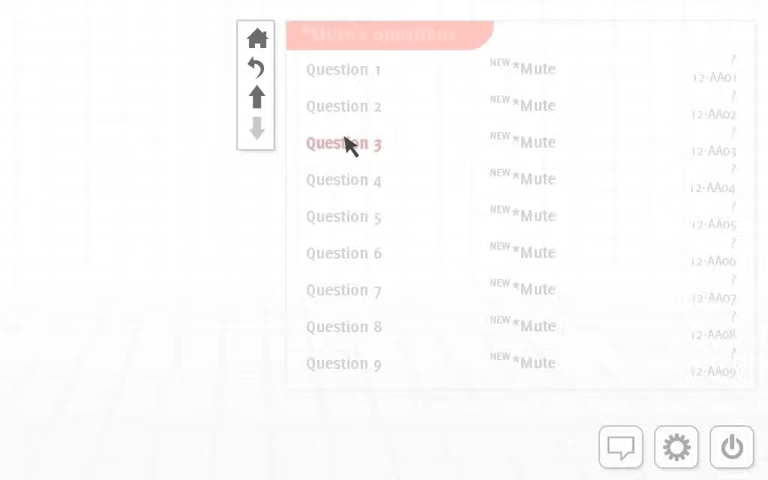 *Mute's questions
Question 1 NEW *Mute ?
12-AA01
Question 2 NEW *Mute ?
12-AA02
Question 3 NEW *Mute ?
12-AA03
Question 4 NEW *Mute ?
12-AA04
Question 5 NEW *Mute ?
12-AA05
Question 6 NEW *Mute ?
12-AA06
Question 7 NEW *Mute ?
12-AA07
Question 8 NEW *Mute ?
12-AA08
Question 9 NEW *Mute ?
12-AA09